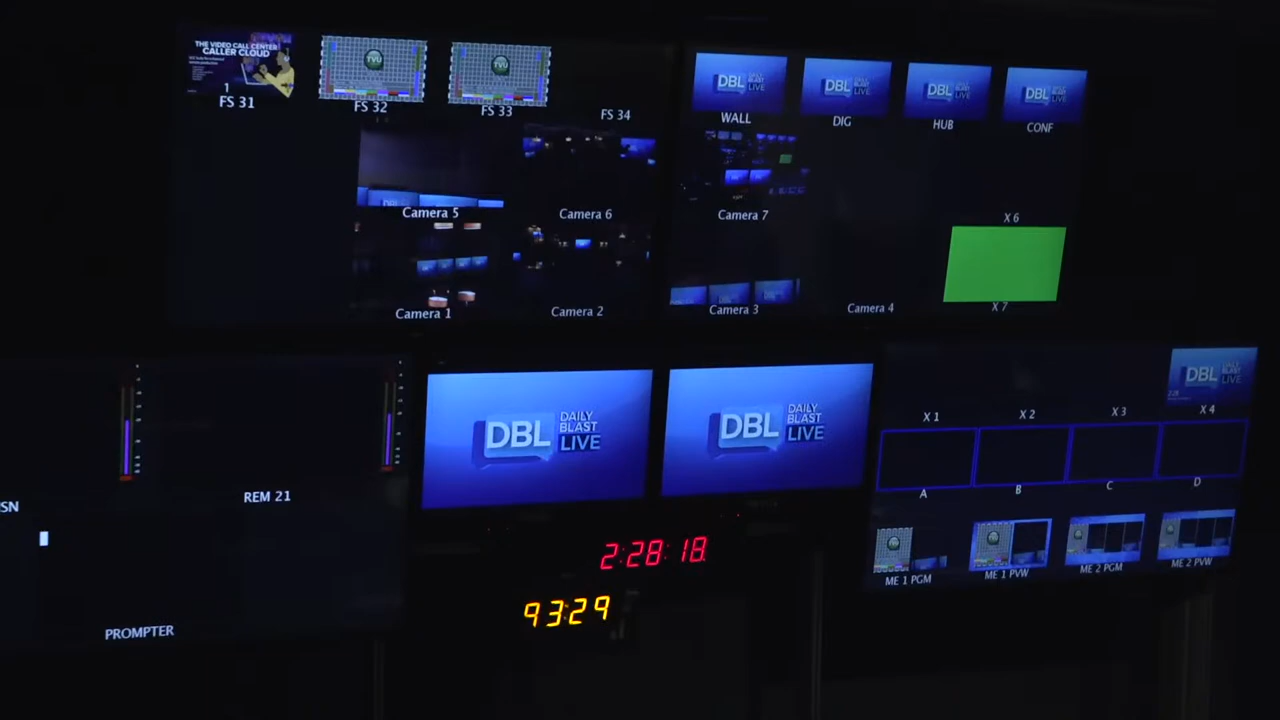 THE VIDEO CALL CENTER
CALLER CLOUD
1
FS 31
TVU
FS 32
TVU
FS 33
FS 34
DBL DAILY BLAST LIVE
WALL
DBL DAILY BLAST LIVE
DIG
DBL DAILY BLAST LIVE
HUB
DBL DAILY BLAST LIVE
CONF
Camera 5
Camera 6
Camera 7
X 6
Camera 1
Camera 2
Camera 3
Camera 4
X 7
SN
REM 21
PROMPTER
DBL
DAILY
BLAST
LIVE
DBL
DAILY
BLAST
LIVE
2:28:18
93:29
DBL DAILY BLAST LIVE
X 1
X 2
X 3
X 4
A
B
C
D
ME 1 PGM
ME 1 PVW
ME 2 PGM
ME 2 PVW